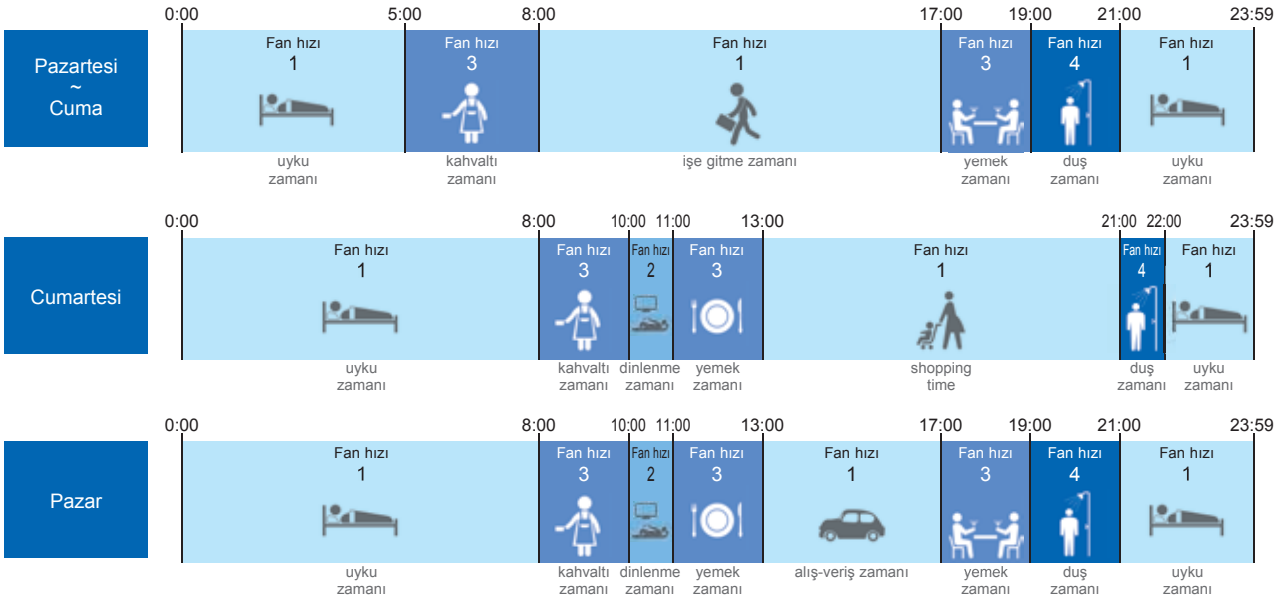 0:00 5:00 8:00 17:00 19:00 21:00 23:59
Pazartesi
~
Cuma
Fan hızı Fan hızı Fan hızı Fan hızı Fan hızı Fan hızı
1 3 1 3 4 1
uyku kahvaltı işe gitme zamanı yemek duş uyku
zamanı zamanı zamanı zamanı zamanı
0:00 8:00 10:00 11:00 13:00 21:00 22:00 23:59
Cumartesi
Fan hızı Fan hızı Fan hızı Fan hızı Fan hızı Fan hızı Fan hızı
1 3 2 3 1 4 1
uyku kahvaltı dinlenme yemek shopping duş uyku
zamanı zamanı zamanı zamanı time zamanı zamanı
0:00 8:00 10:00 11:00 13:00 17:00 19:00 21:00 23:59
Pazar
Fan hızı Fan hızı Fan hızı Fan hızı Fan hızı Fan hızı Fan hızı Fan hızı
1 3 2 3 1 3 4 1
uyku kahvaltı dinlenme yemek alış-veriş zamanı yemek duş uyku
zamanı zamanı zamanı zamanı zamanı zamanı zamanı